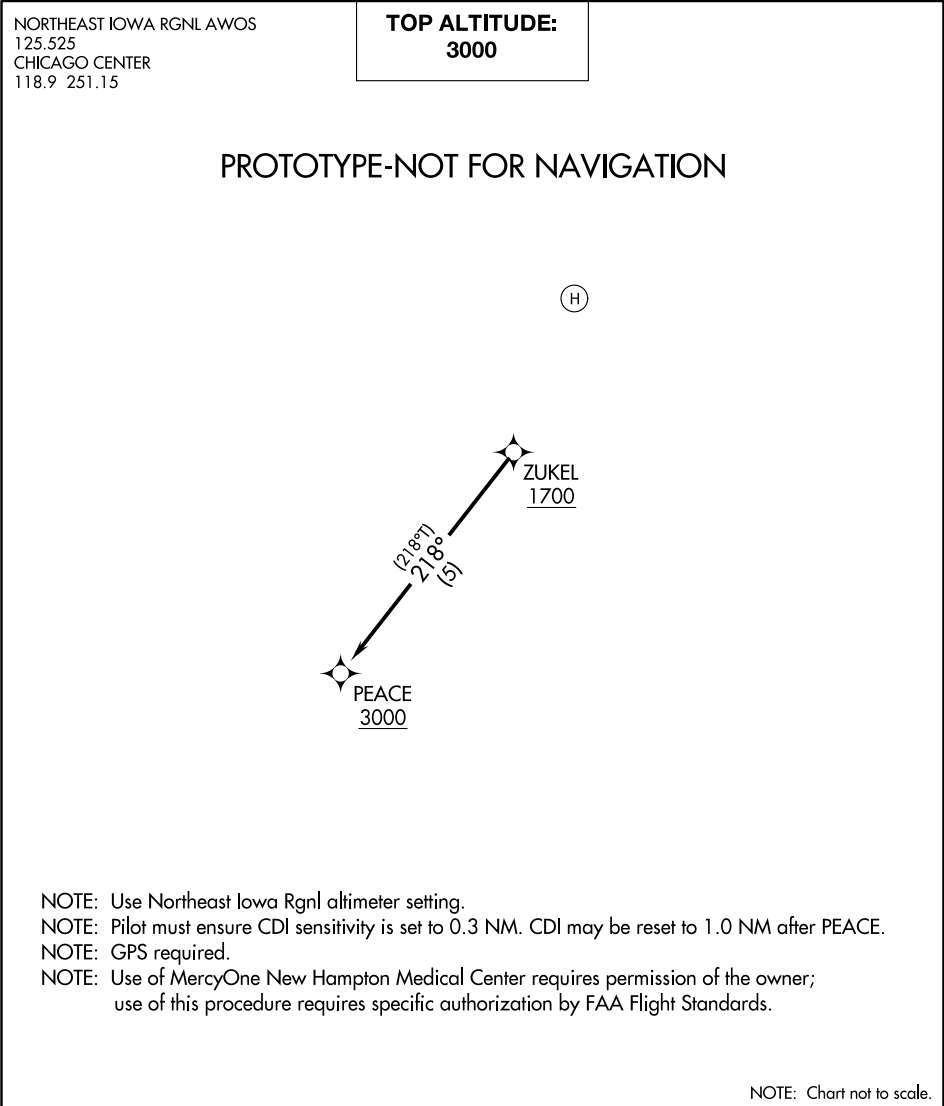 NORTHEAST IOWA RGNL AWOS
125.525
CHICAGO CENTER
118.9 251.15
TOP ALTITUDE:
3000
PROTOTYPE-NOT FOR NAVIGATION
H
ZUKEL
1700
(218°T)
218°
(5)
PEACE
3000
NOTE: Use Northeast Iowa Rgnl altimeter setting.
NOTE: Pilot must ensure CDI sensitivity is set to 0.3 NM. CDI may be reset to 1.0 NM after PEACE.
NOTE: GPS required.
NOTE: Use of MercyOne New Hampton Medical Center requires permission of the owner;
use of this procedure requires specific authorization by FAA Flight Standards.
NOTE: Chart not to scale.